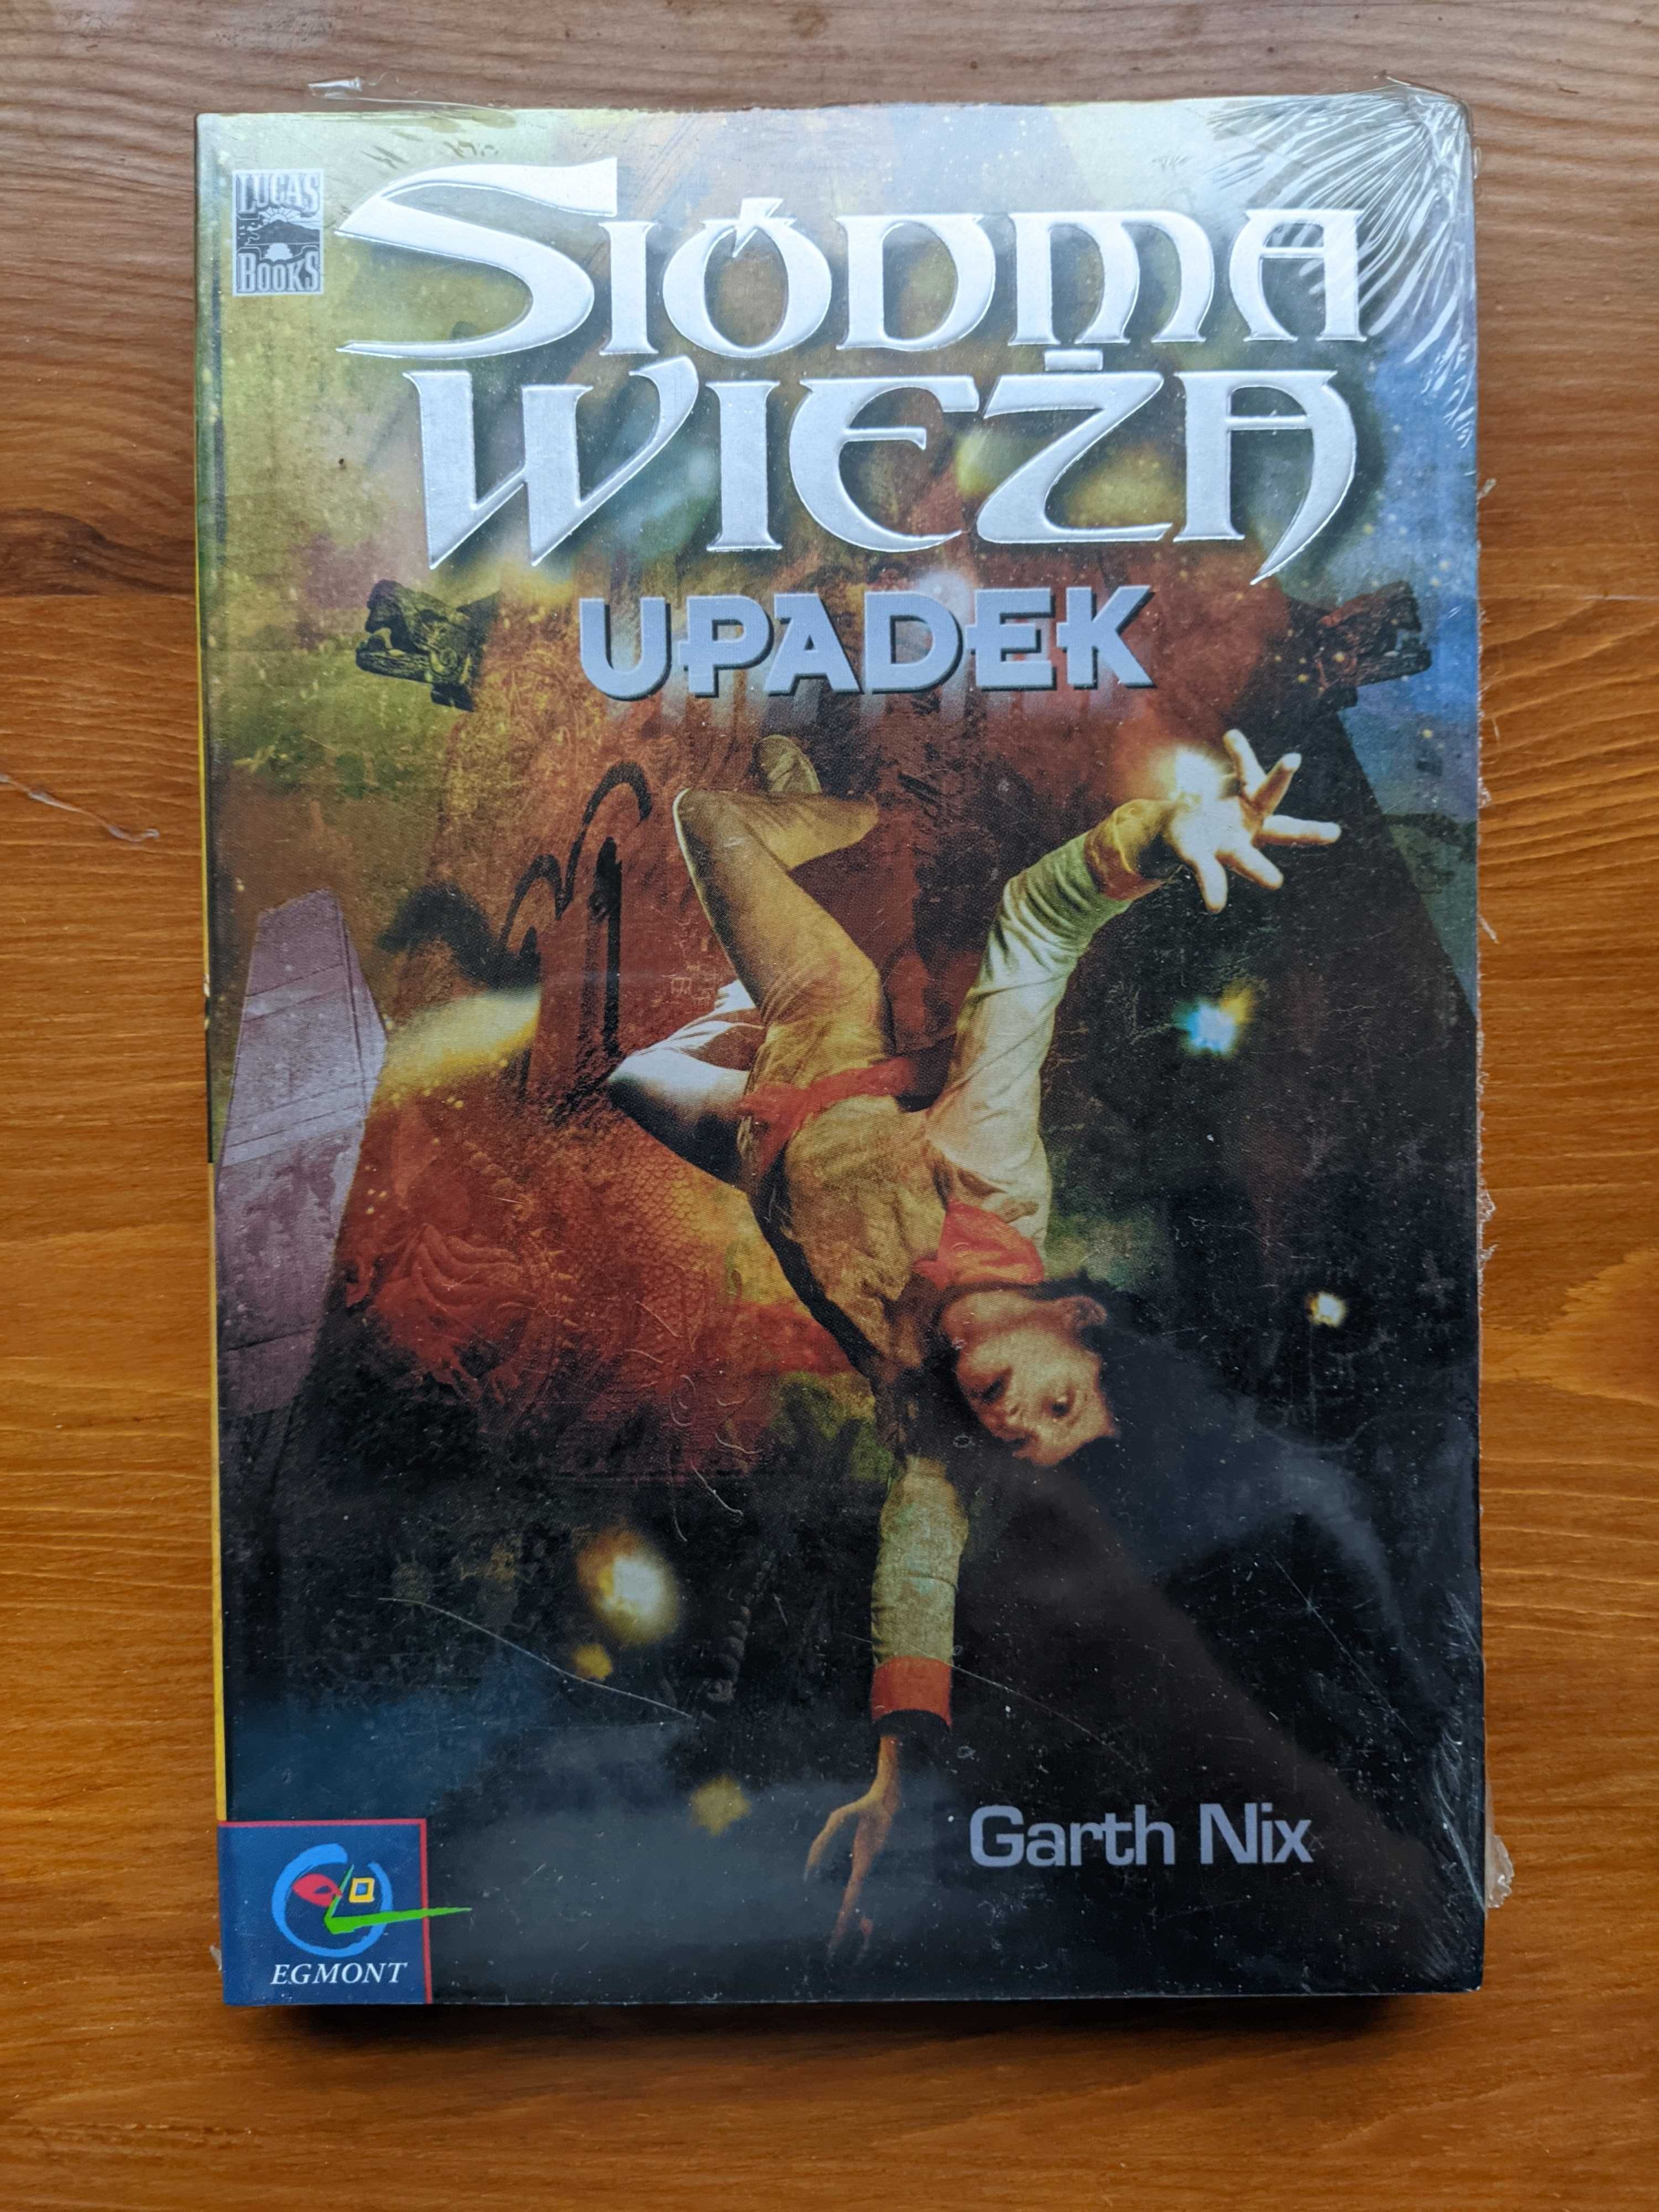 LUCAS
BOOKS
SIÓDMA
WIEŻA
UPADEK
Garth Nix
EGMONT